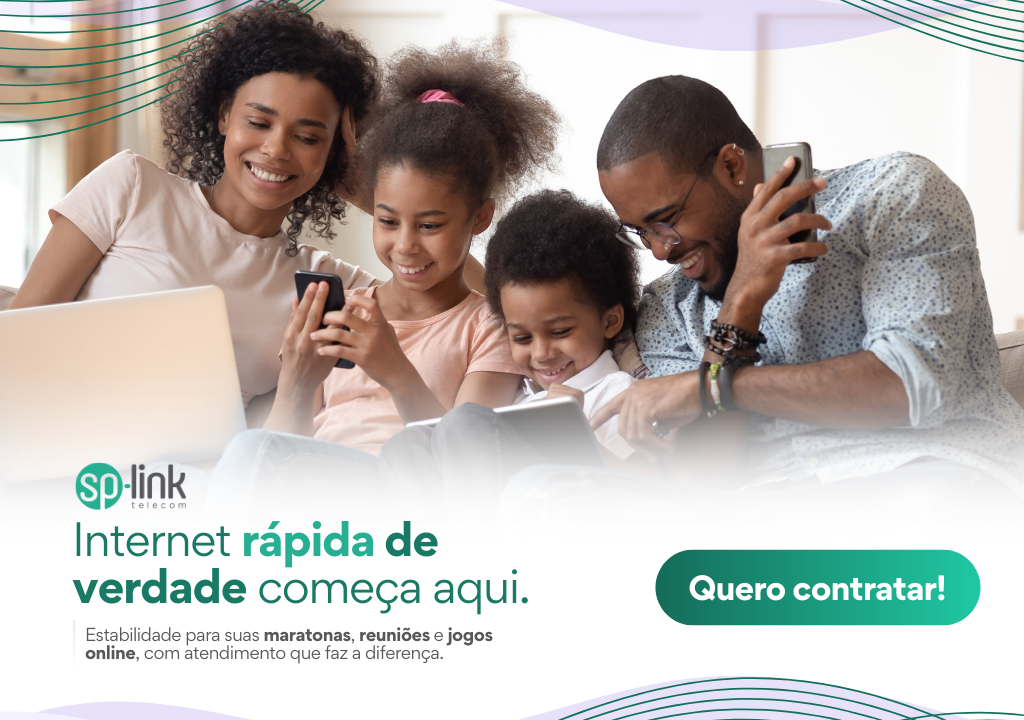 sp-link
telecom
Internet rápida de
verdade começa aqui.
Estabilidade para suas maratonas, reuniões e jogos
online, com atendimento que faz a diferença.
Quero contratar!